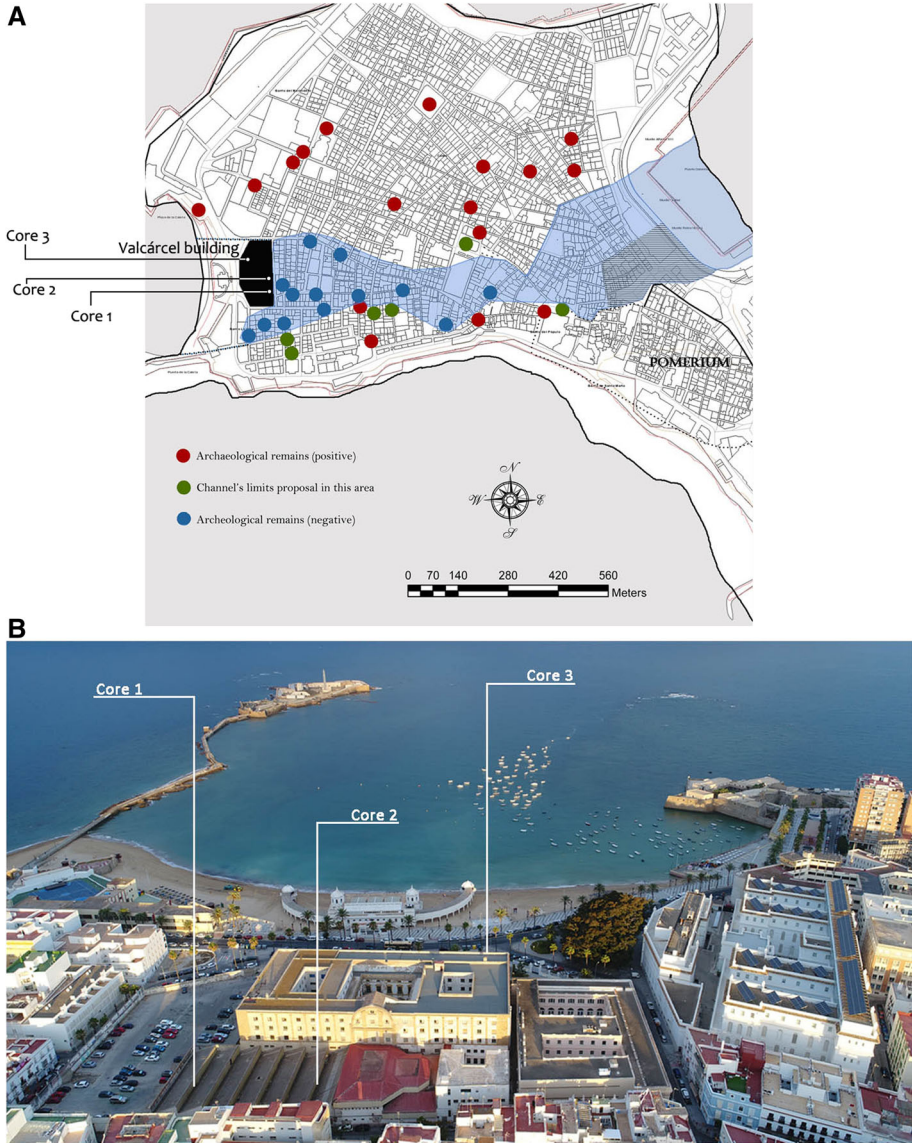 A
Core 3
Valcárcel building
Core 2
Core 1
POMERIUM
Archaeological remains (positive)
Channel's limits proposal in this area
Archeological remains (negative)
N
W
E
S
0 70 140 280 420 560
Meters
B
Core 1
Core 3
Core 2